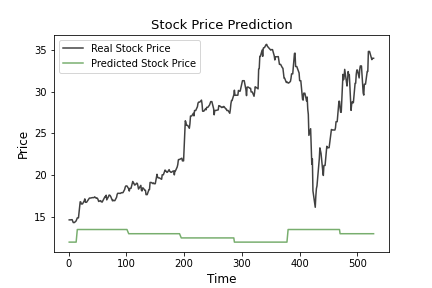 Stock Price Prediction
Real Stock Price
Predicted Stock Price
Price
35
30
25
20
15
0 100 200 300 400 500
Time